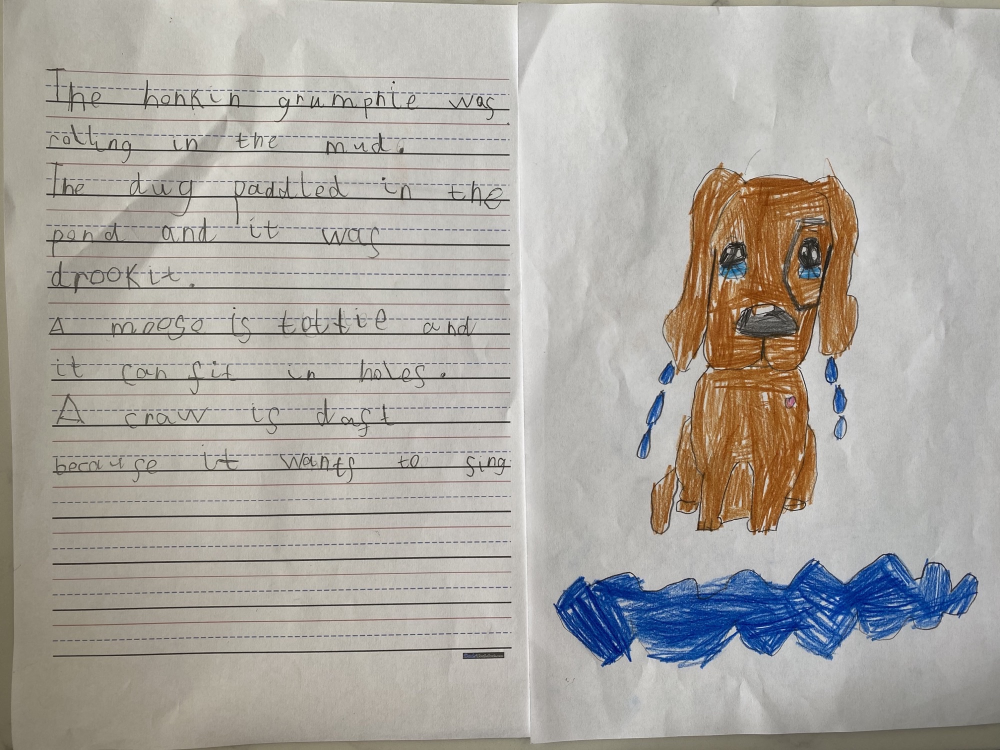 The honkin grumphie was
rolling in the mud.
The dug paddled in the
pond and it was
drookit.
A moose is tottie and
it can fit in holes.
A craw is daft
because it wants to sing